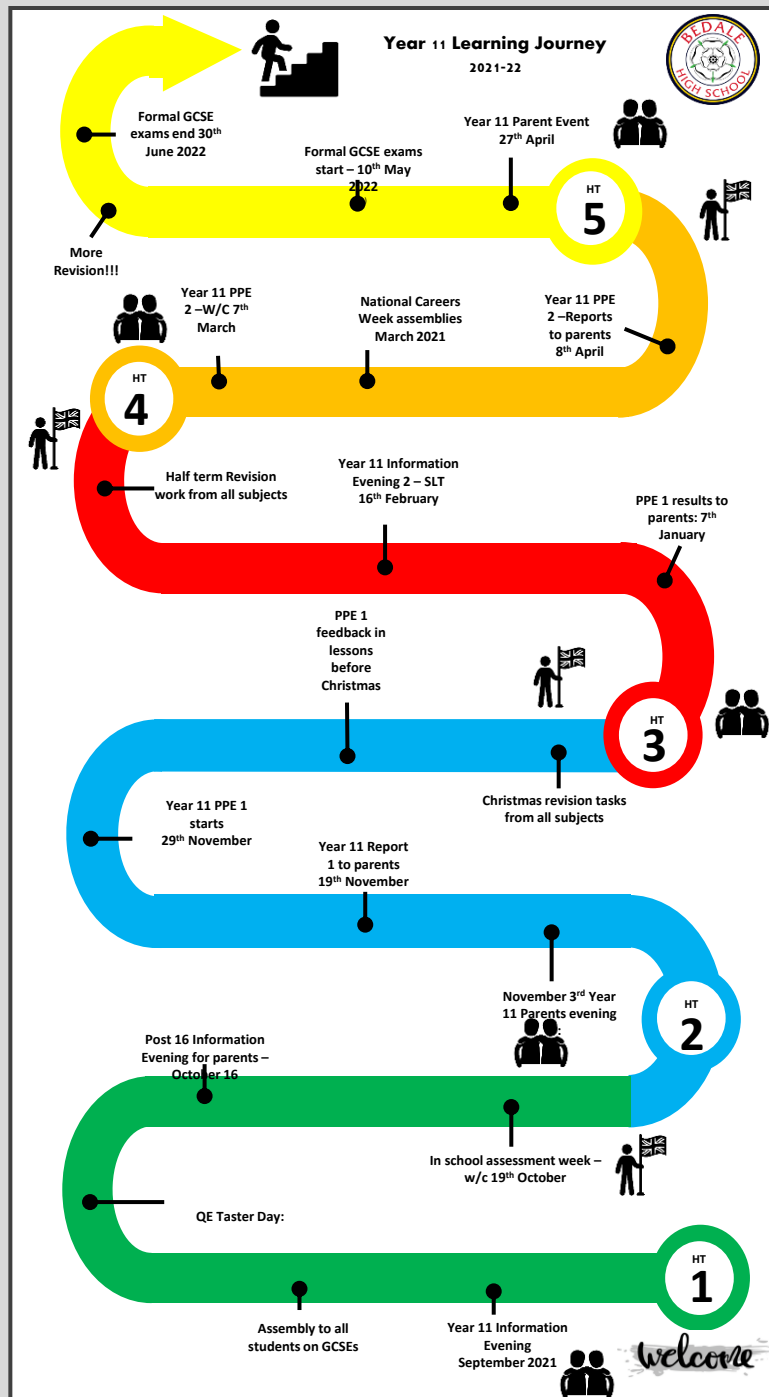 Year 11 Learning Journey
2021-22
BEDALE
HIGH SCHOOL
Formal GCSE
exams end 30th
June 2022
Formal GCSE exams
start – 10th May
2022
)
Year 11 Parent Event
27th April
HT
5
More
Revision!!!
Year 11 PPE
2 –W/C 7th
March
National Careers
Week assemblies
March 2021
Year 11 PPE
2 –Reports
to parents
8th April
HT
4
Half term Revision
work from all subjects
Year 11 Information
Evening 2 – SLT
16th February
PPE 1 results to
parents: 7th
January
PPE 1
feedback in
lessons
before
Christmas
HT
3
Christmas revision tasks
from all subjects
Year 11 PPE 1
starts
29th November
Year 11 Report
1 to parents
19th November
November 3rd Year
11 Parents evening
:
HT
2
Post 16 Information
Evening for parents –
October 16
In school assessment week –
w/c 19th October
QE Taster Day:
HT
1
Assembly to all
students on GCSEs
Year 11 Information
Evening
September 2021
welcome